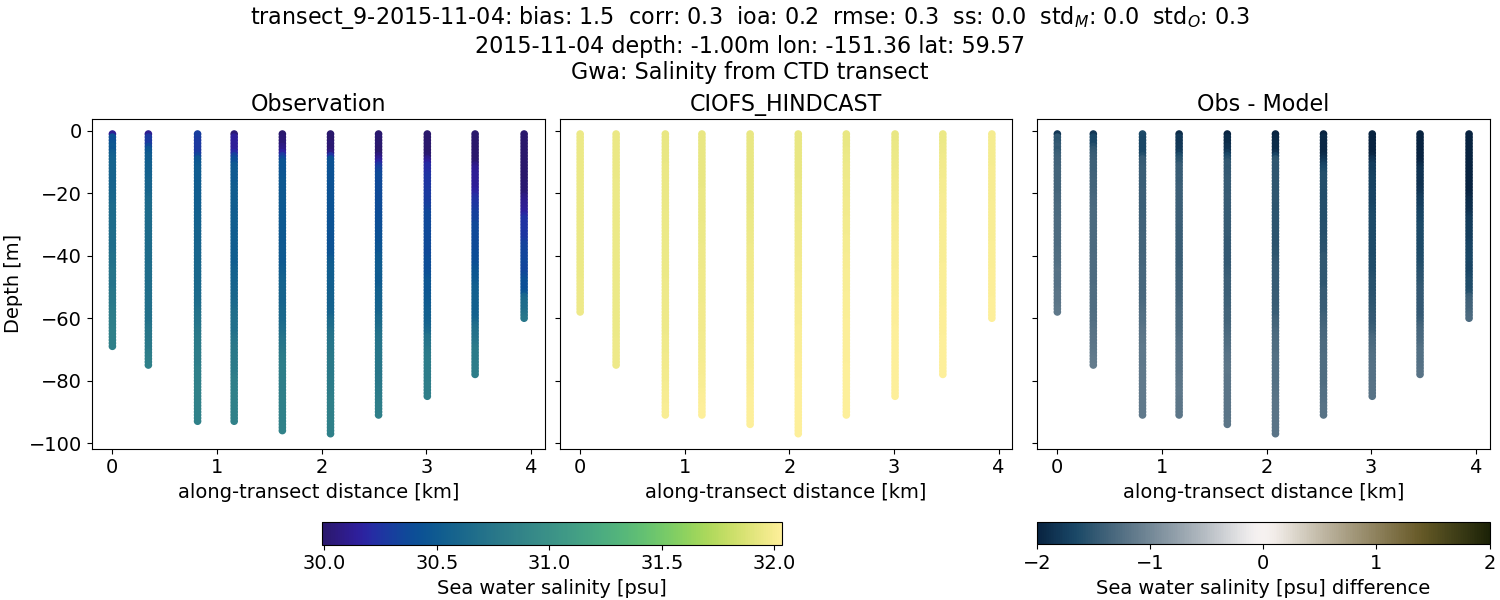 transect_9-2015-11-04: bias: 1.5  corr: 0.3  ioa: 0.2  rmse: 0.3  ss: 0.0  std_M: 0.0  std_O: 0.3
2015-11-04 depth: -1.00m lon: -151.36 lat: 59.57
Gwa: Salinity from CTD transect
Observation
CIOFS_HINDCAST
Obs - Model
Depth [m]
0
−20
−40
−60
−80
−100
0 1 2 3 4
0 1 2 3 4
0 1 2 3 4
along-transect distance [km]
along-transect distance [km]
along-transect distance [km]
30.0 30.5 31.0 31.5 32.0
Sea water salinity [psu]
−2 −1 0 1 2
Sea water salinity [psu] difference